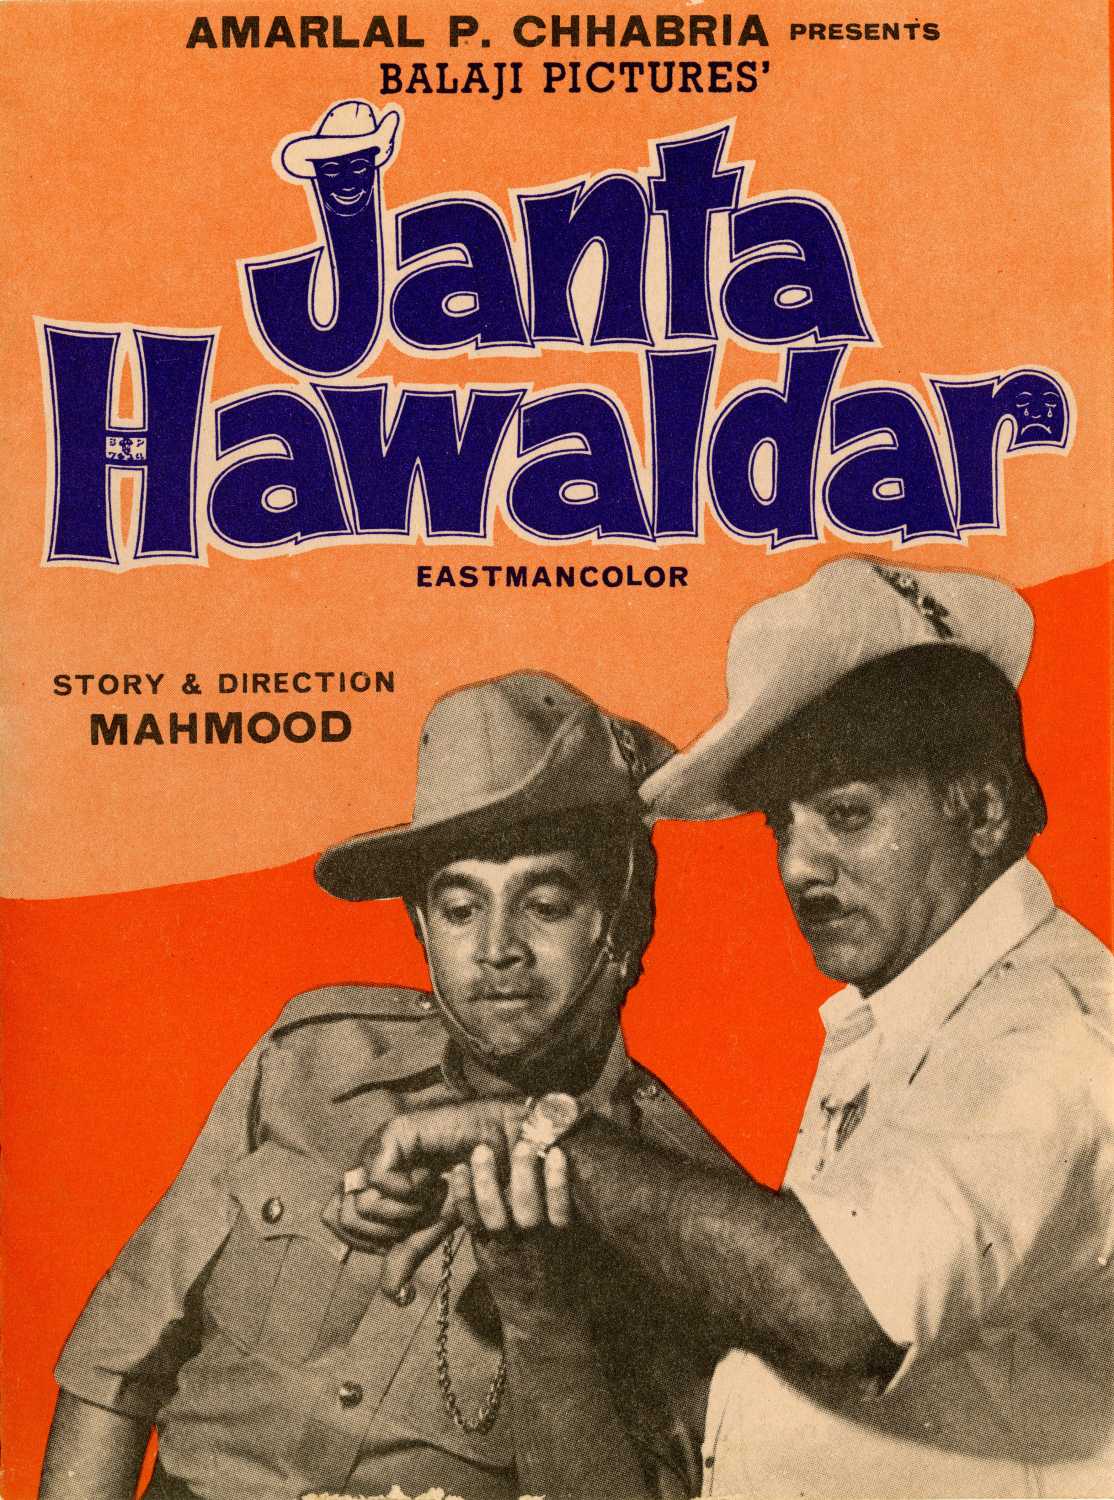 AMARLAL P. CHHABRIA PRESENTS
BALAJI PICTURES'
Janta
Hawaldar
EASTMANCOLOR
STORY & DIRECTION
MAHMOOD